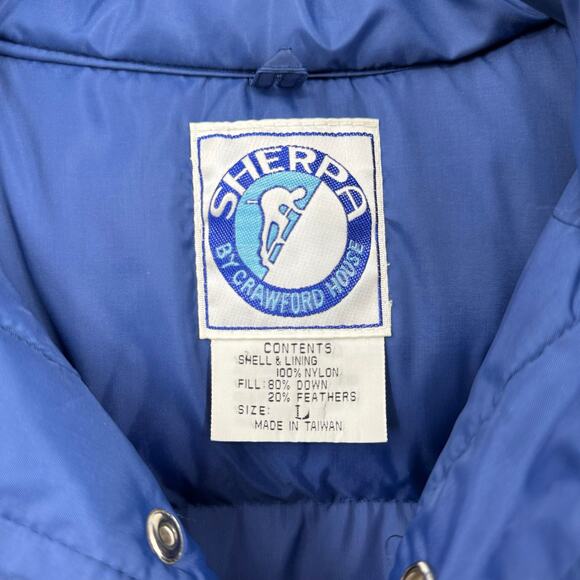 SHERPA
BY CRAWFORD HOUSE
CONTENTS
SHELL & LINING
100% NYLON
FILL: 80% DOWN
20% FEATHERS
SIZE: L
MADE IN TAIWAN